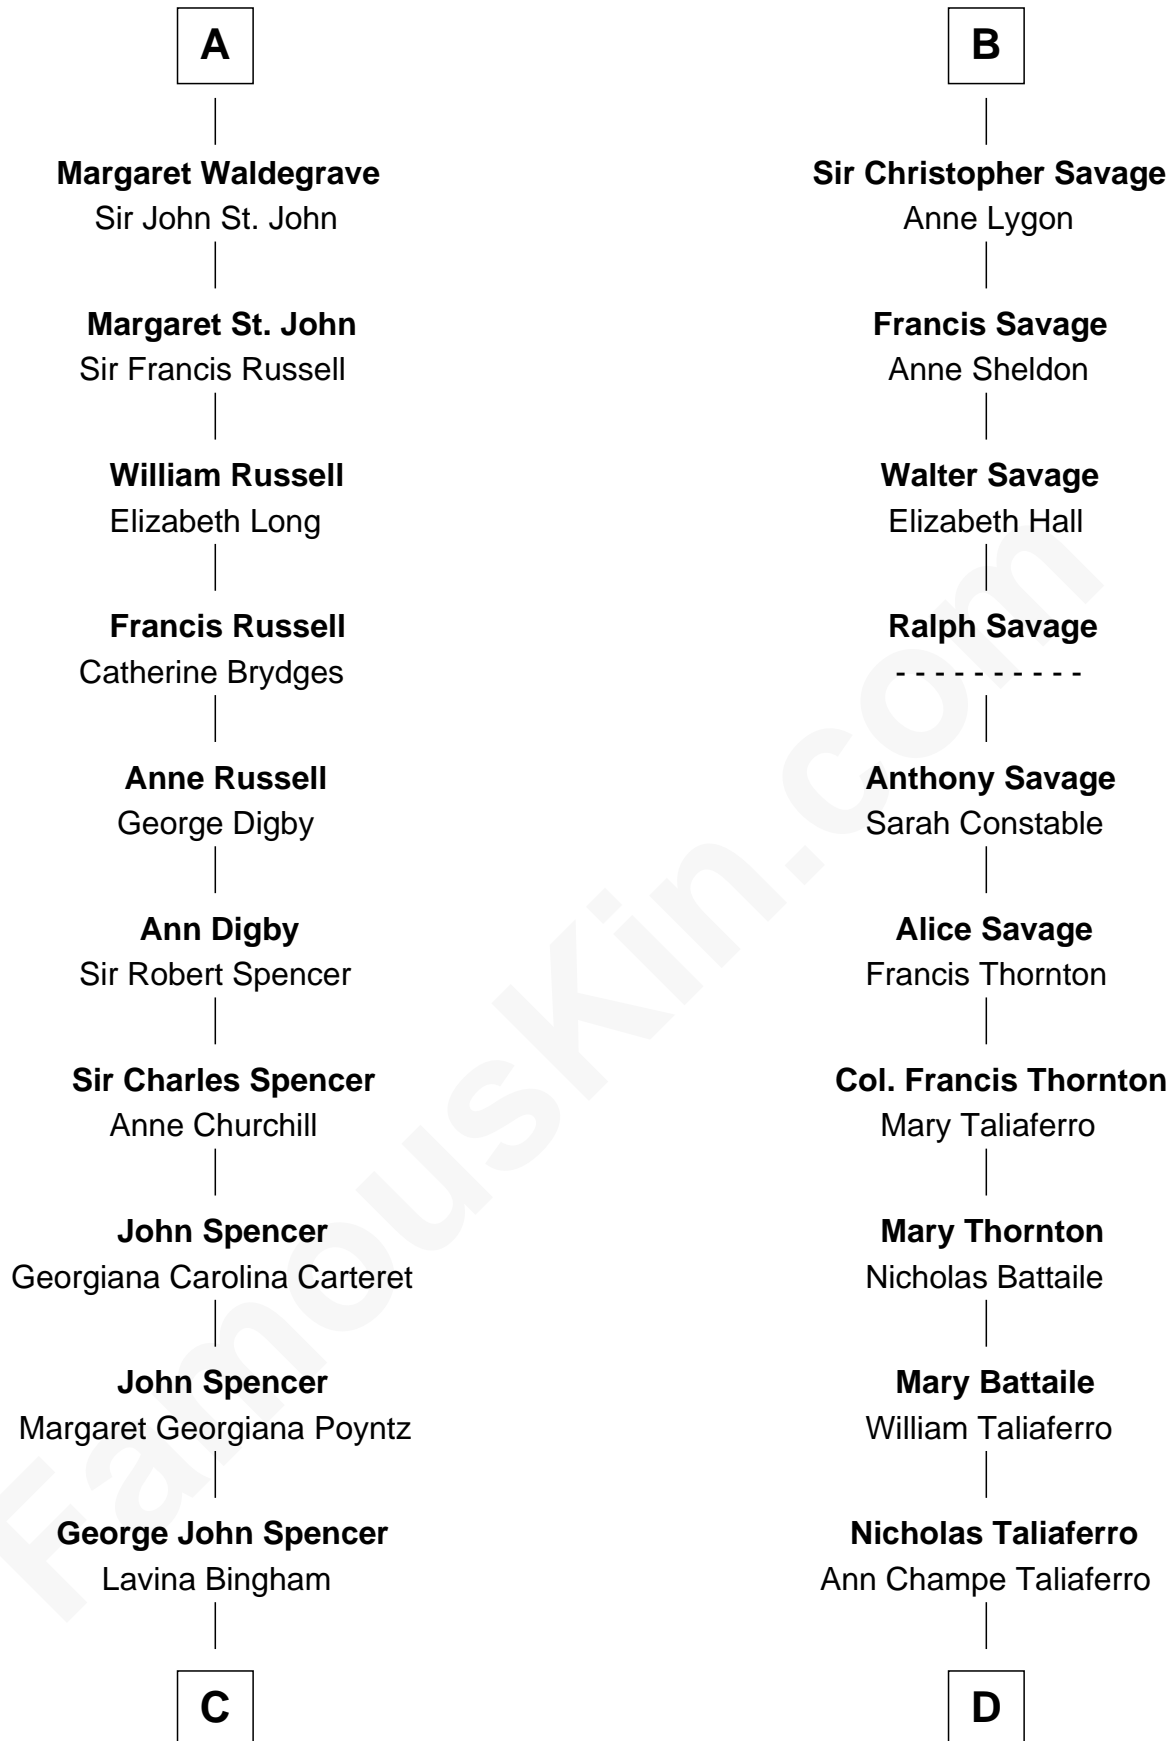 A
Margaret Waldegrave
Sir John St. John
Margaret St. John
Sir Francis Russell
William Russell
Elizabeth Long
Francis Russell
Catherine Brydges
Anne Russell
George Digby
Ann Digby
Sir Robert Spencer
Sir Charles Spencer
Anne Churchill
John Spencer
Georgiana Carolina Carteret
John Spencer
Margaret Georgiana Poyntz
George John Spencer
Lavina Bingham
C
B
Sir Christopher Savage
Anne Lygon
Francis Savage
Anne Sheldon
Walter Savage
Elizabeth Hall
Ralph Savage
- - - - - - - - - -
Anthony Savage
Sarah Constable
Alice Savage
Francis Thornton
Col. Francis Thornton
Mary Taliaferro
Mary Thornton
Nicholas Battaile
Mary Battaile
William Taliaferro
Nicholas Taliaferro
Ann Champe Taliaferro
D
FamousKin.com